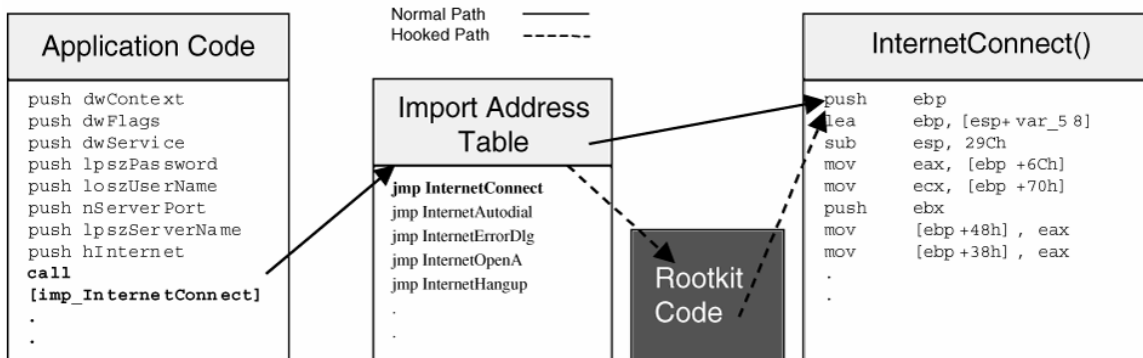 Normal Path
Hooked Path
Application Code
push dwContext
push dwFlags
push dwService
push lpszPassword
push loszUserName
push nServerPort
push lpszServerName
push hInternet
call
[imp_InternetConnect]
.
.
Import Address
Table
jmp InternetConnect
jmp InternetAutodial
jmp InternetErrorDlg
jmp InternetOpenA
jmp InternetHangup
.
.
Rootkit
Code
InternetConnect()
push ebp
lea ebp, [esp+ var_5 8]
sub esp, 29Ch
mov eax, [ebp +6Ch]
mov ecx, [ebp +70h]
push ebx
mov [ebp +48h] , eax
mov [ebp +38h] , eax
.
.